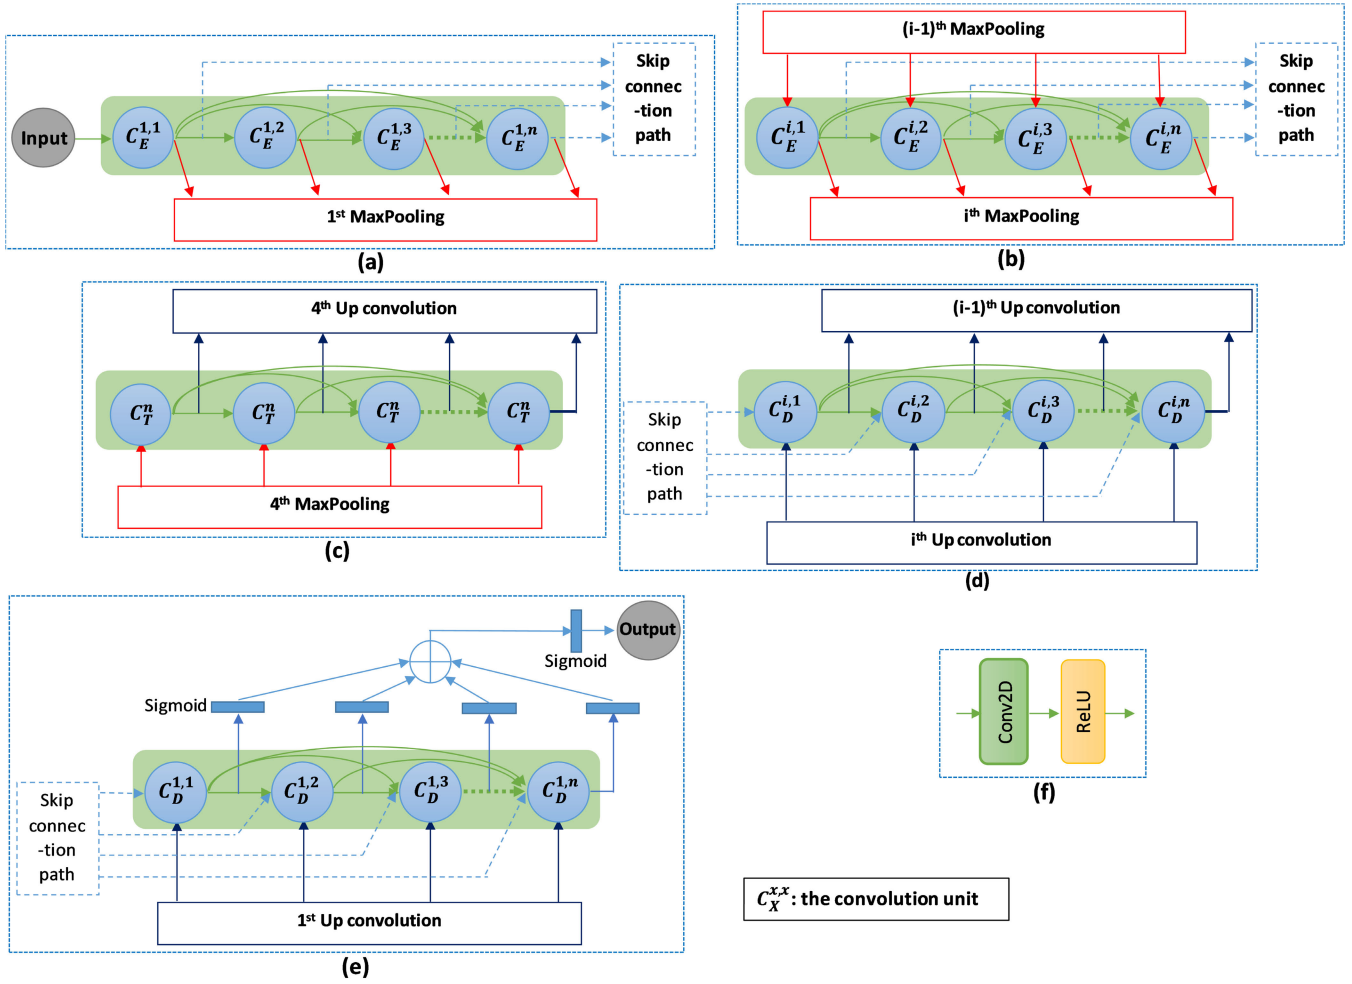 Input
C_E^{1,1}
C_E^{1,2}
C_E^{1,3}
C_E^{1,n}
Skip
connec
-tion
path
1st MaxPooling
(a)
(i-1)th MaxPooling
C_E^{i,1}
C_E^{i,2}
C_E^{i,3}
C_E^{i,n}
Skip
connec
-tion
path
ith MaxPooling
(b)
4th Up convolution
C_T^n
C_T^n
C_T^n
C_T^n
4th MaxPooling
(c)
(i-1)th Up convolution
C_D^{i,1}
C_D^{i,2}
C_D^{i,3}
C_D^{i,n}
Skip
connec
-tion
path
ith Up convolution
(d)
Output
Sigmoid
Sigmoid
C_D^{1,1}
C_D^{1,2}
C_D^{1,3}
C_D^{1,n}
Skip
connec
-tion
path
1st Up convolution
(e)
Conv2D
ReLU
(f)
C_X^{x,x}: the convolution unit